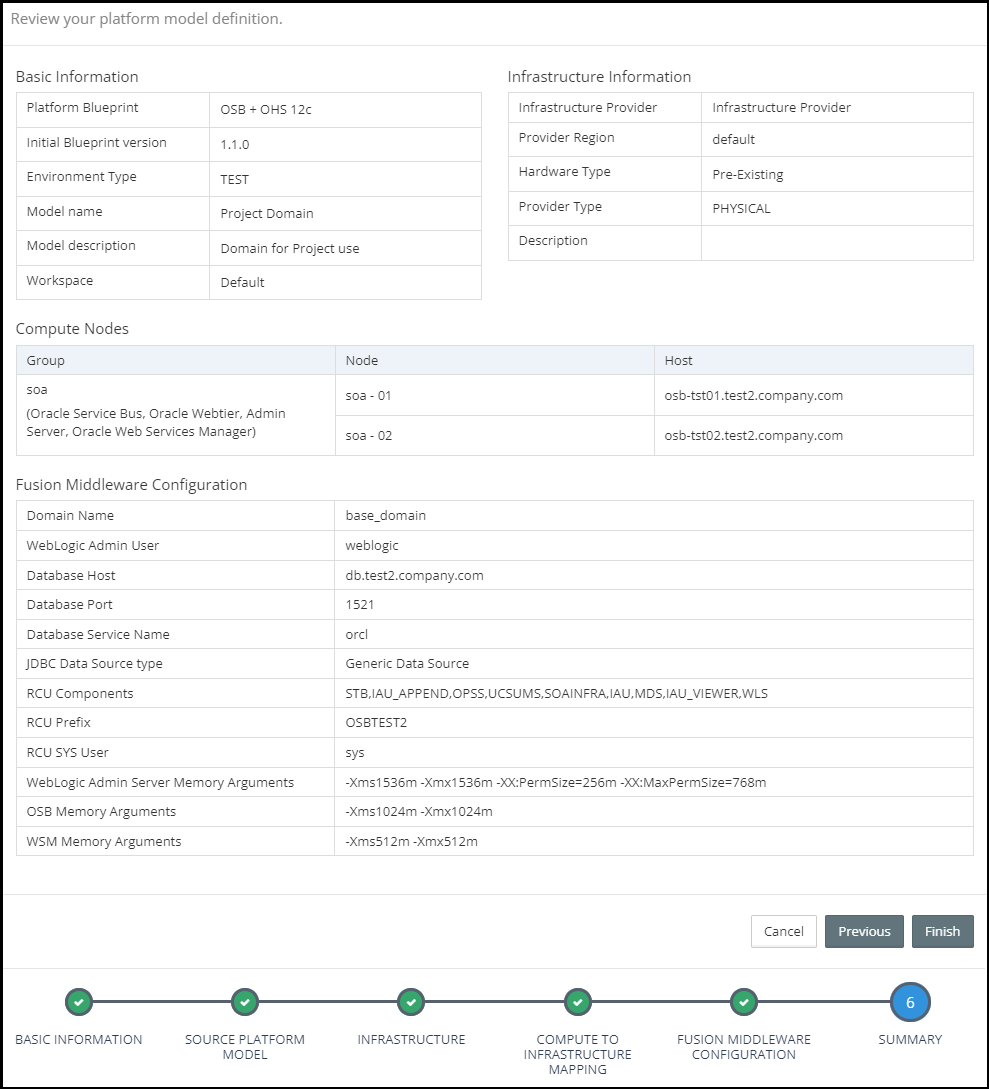 Review your platform model definition.
Basic Information
Platform Blueprint OSB + OHS 12c
Initial Blueprint version 1.1.0
Environment Type TEST
Model name Project Domain
Model description Domain for Project use
Workspace Default
Infrastructure Information
Infrastructure Provider Infrastructure Provider
Provider Region default
Hardware Type Pre-Existing
Provider Type PHYSICAL
Description
Compute Nodes
Group Node Host
soa
(Oracle Service Bus, Oracle Webtier, Admin
Server, Oracle Web Services Manager)
soa - 01 osb-tst01.test2.company.com
soa - 02 osb-tst02.test2.company.com
Fusion Middleware Configuration
Domain Name base_domain
WebLogic Admin User weblogic
Database Host db.test2.company.com
Database Port 1521
Database Service Name orcl
JDBC Data Source type Generic Data Source
RCU Components STB,IAU_APPEND,OPSS,UCSUMS,SOAINFRA,IAU,MDS,IAU_VIEWER,WLS
RCU Prefix OSBTEST2
RCU SYS User sys
WebLogic Admin Server Memory Arguments -Xms1536m -Xmx1536m -XX:PermSize=256m -XX:MaxPermSize=768m
OSB Memory Arguments -Xms1024m -Xmx1024m
WSM Memory Arguments -Xms512m -Xmx512m
Cancel Previous Finish
6
BASIC INFORMATION
SOURCE PLATFORM
MODEL
INFRASTRUCTURE
COMPUTE TO
INFRASTRUCTURE
MAPPING
FUSION MIDDLEWARE
CONFIGURATION
SUMMARY